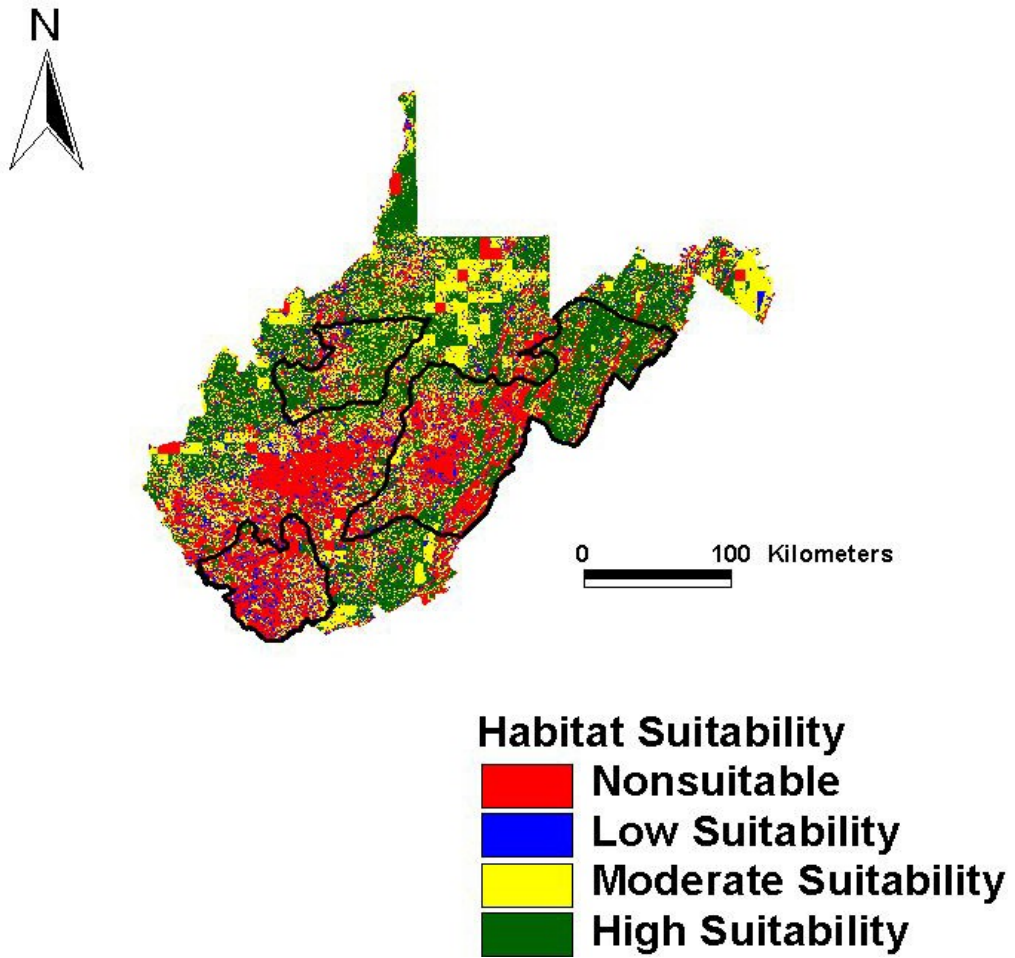 N
0 100 Kilometers
Habitat Suitability
Nonsuitable
Low Suitability
Moderate Suitability
High Suitability